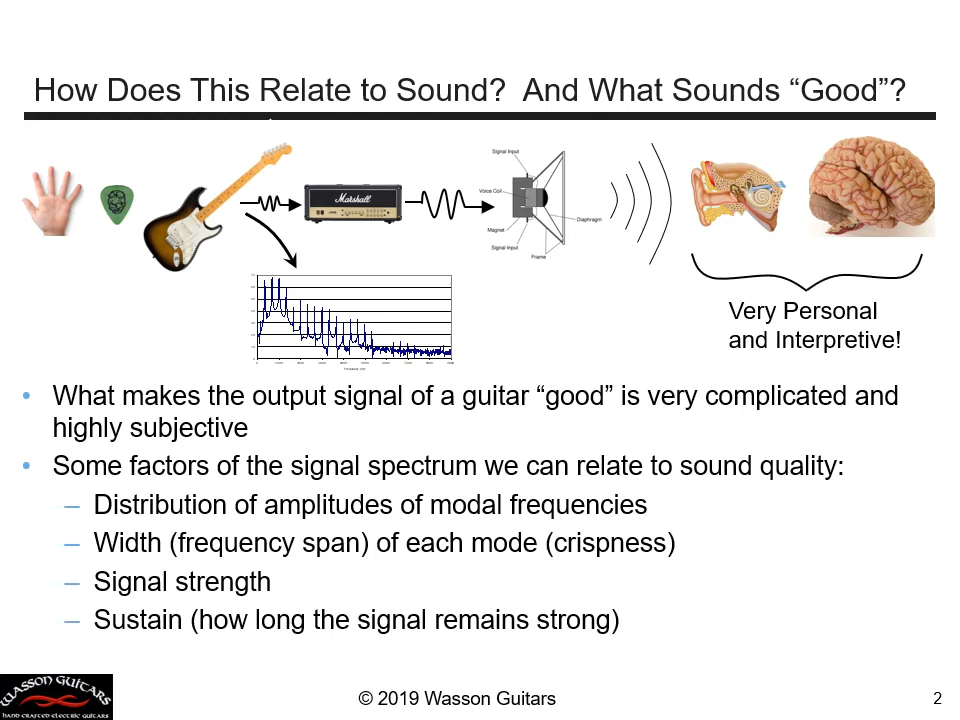 How Does This Relate to Sound?  And What Sounds “Good”?
Signal Input
Voice Coil
Marshall
Diaphragm
Magnet
Signal Input
Frame
Very Personal
and Interpretive!
• What makes the output signal of a guitar “good” is very complicated and
highly subjective
• Some factors of the signal spectrum we can relate to sound quality:
– Distribution of amplitudes of modal frequencies
– Width (frequency span) of each mode (crispness)
– Signal strength
– Sustain (how long the signal remains strong)
WASSON GUITARS
HAND CRAFTED ELECTRIC GUITARS
© 2019 Wasson Guitars
2